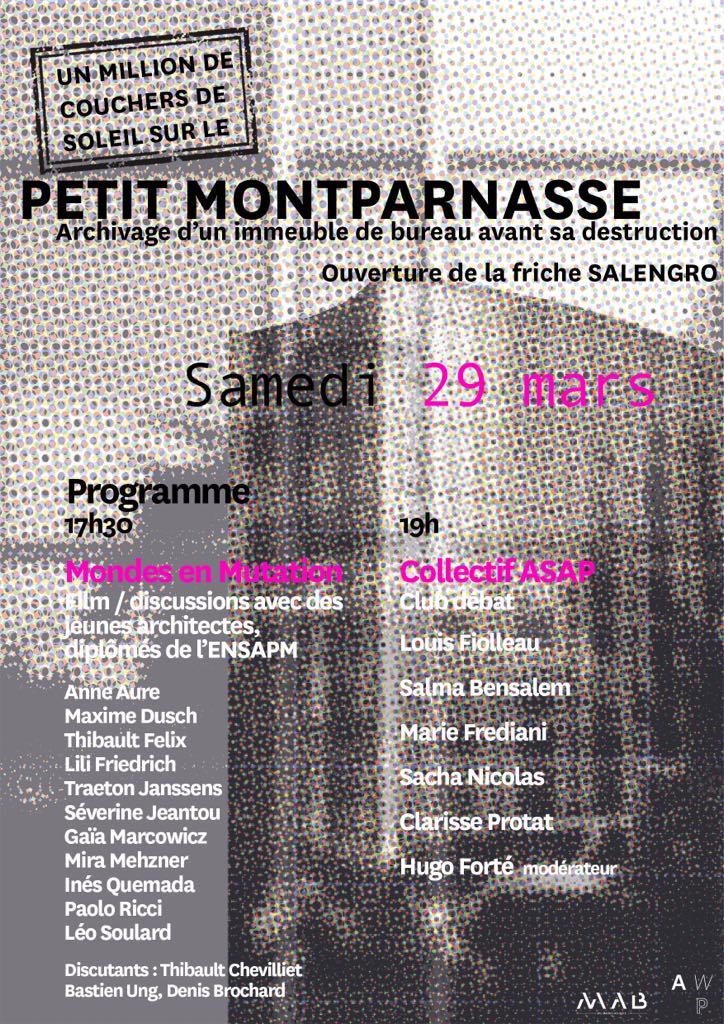 UN MILLION DE
COUCHERS DE
SOLEIL SUR LE
PETIT MONTPARNASSE
Archivage d'un immeuble de bureau avant sa destruction
Ouverture de la friche SALENGRO
Samedi 29 mars
Programme
17h30
Mondes en Mutation
Film / discussions avec des
jeunes architectes,
diplômés de l'ENSAPM
Anne Aure
Maxime Dusch
Thibault Felix
Lili Friedrich
Traeton Janssens
Séverine Jeantou
Gaïa Marcowicz
Mira Mehzner
Inés Quemada
Paolo Ricci
Léo Soulard
Discutants : Thibault Chevilliet
Bastien Ung, Denis Brochard
19h
Collectif ASAP
Club débat
Louis Fiolleau
Salma Bensalem
Marie Frediani
Sacha Nicolas
Clarisse Protat
Hugo Forté modérateur
MAB
A W
P